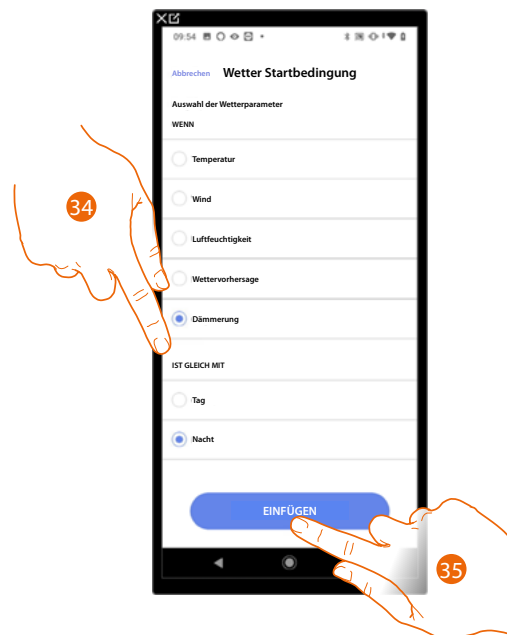 09:54
Abbrechen Wetter Startbedingung
Auswahl der Wetterparameter
WENN
Temperatur
Wind
Luftfeuchtigkeit
Wettervorhersage
Dämmerung
IST GLEICH MIT
Tag
Nacht
EINFÜGEN
34
35